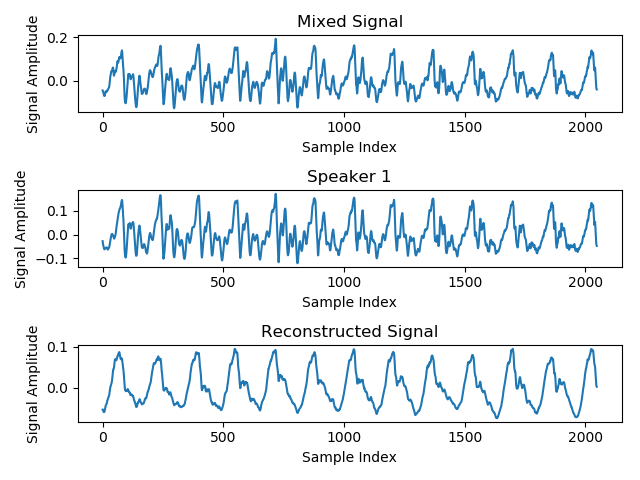 Mixed Signal
Signal Amplitude
0.2
0.0
0 500 1000 1500 2000
Sample Index
Speaker 1
Signal Amplitude
0.1
0.0
−0.1
0 500 1000 1500 2000
Sample Index
Reconstructed Signal
Signal Amplitude
0.1
0.0
0 500 1000 1500 2000
Sample Index